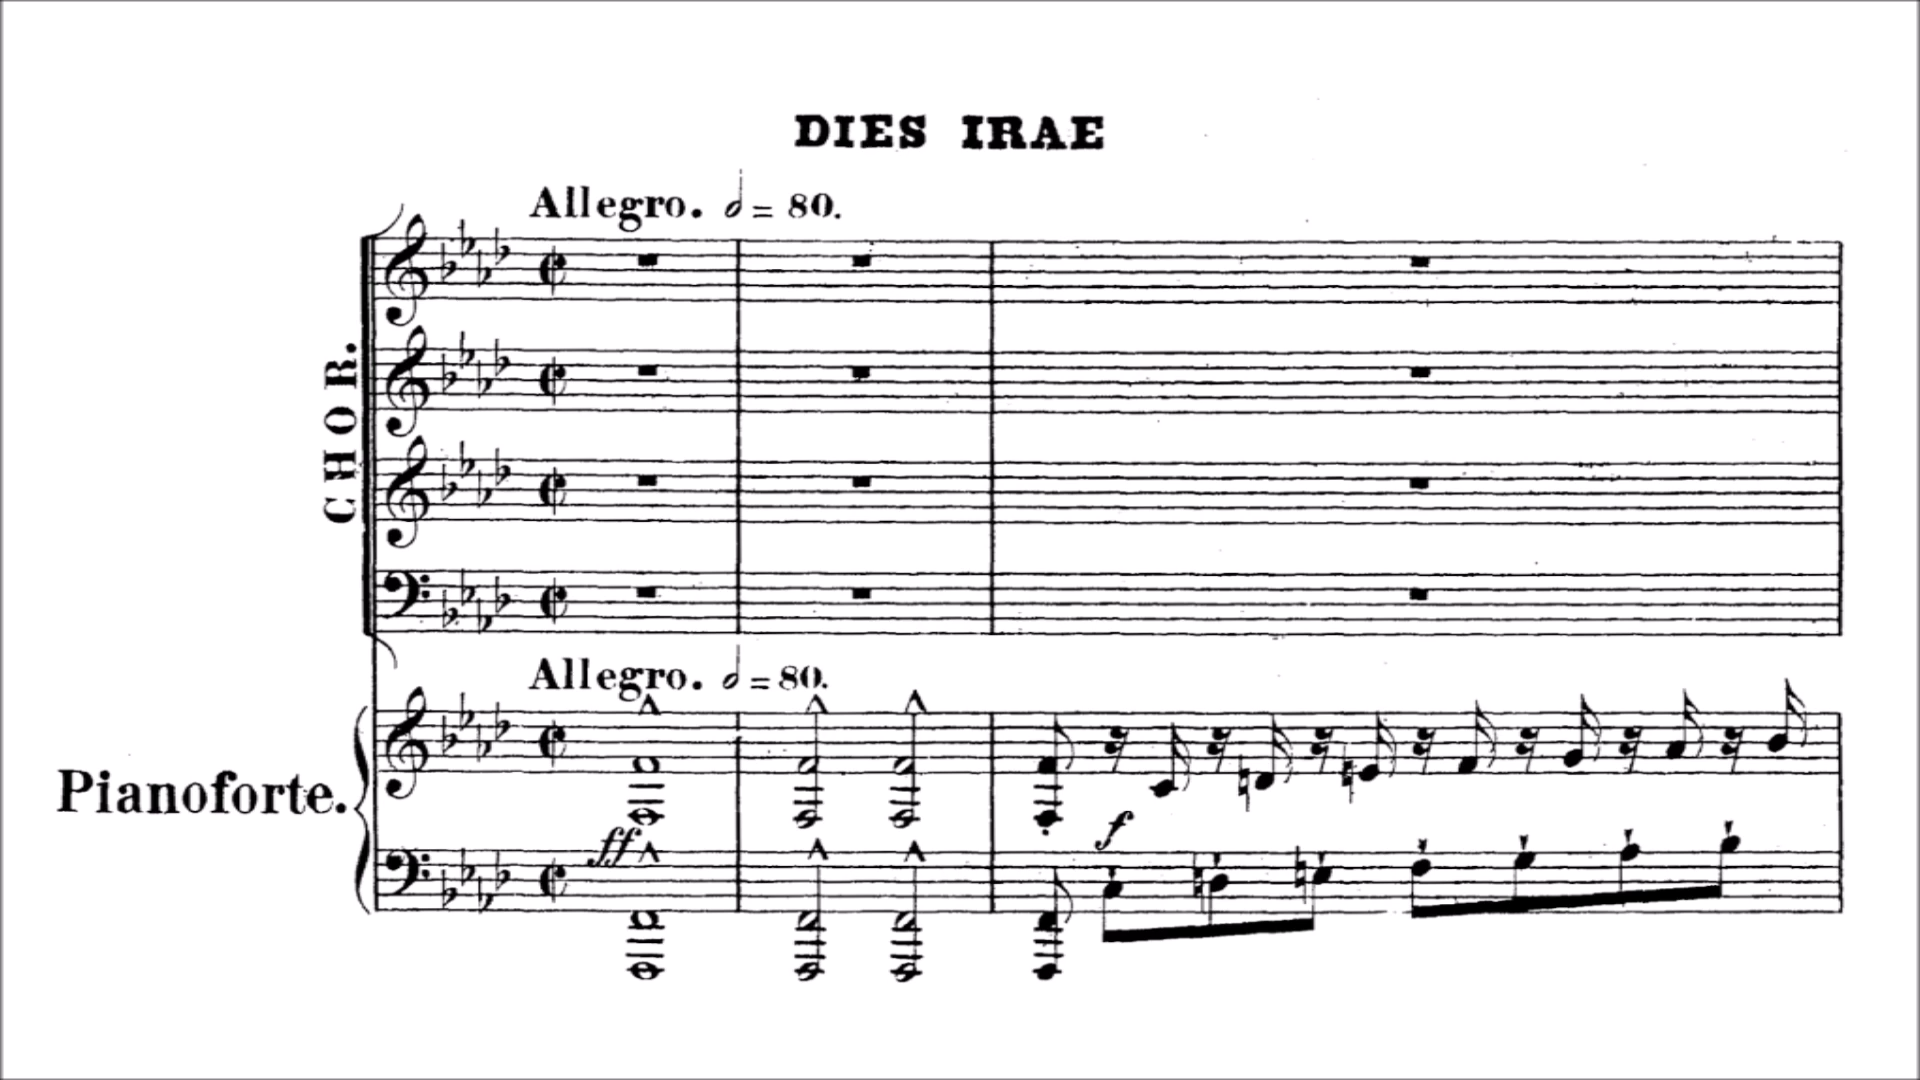 DIES IRAE
Allegro. 𝅗𝅥 = 80.
CHOR.
Allegro. 𝅗𝅥 = 80.
Pianoforte.
ff
f